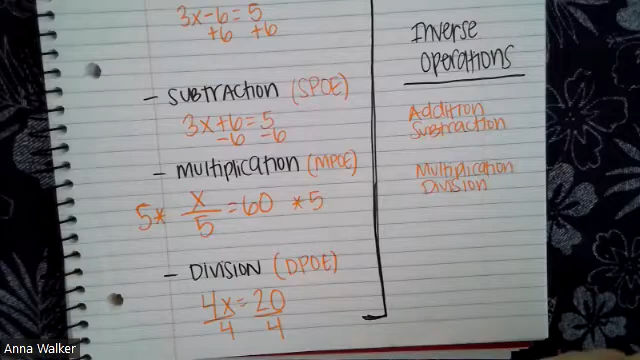 3x-6=5
+6 +6
- SUBTRACTION (SPOE)
3x+6=5
-6 -6
- Multiplication (MPOE)
5* x/5 = 60 *5
- DIVISION (DPOE)
4x=20
4 4
Inverse
Operations
Addition
Subtraction
Multiplication
Division
Anna Walker